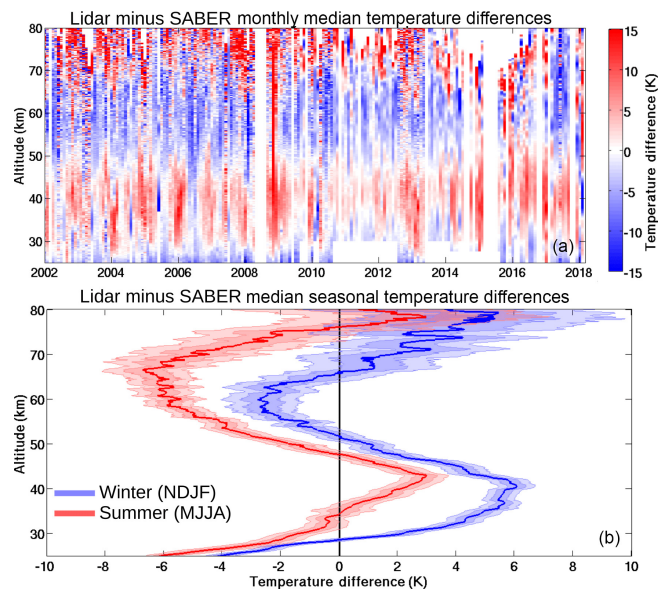 Lidar minus SABER monthly median temperature differences
80
70
60
50
40
30
Altitude (km)
2002 2004 2006 2008 2010 2012 2014 2016 2018
(a)
15
10
5
0
-5
-10
-15
Temperature difference (K)
Lidar minus SABER median seasonal temperature differences
80
70
60
50
40
30
Altitude (km)
Winter (NDJF)
Summer (MJJA)
(b)
-10 -8 -6 -4 -2 0 2 4 6 8 10
Temperature difference (K)